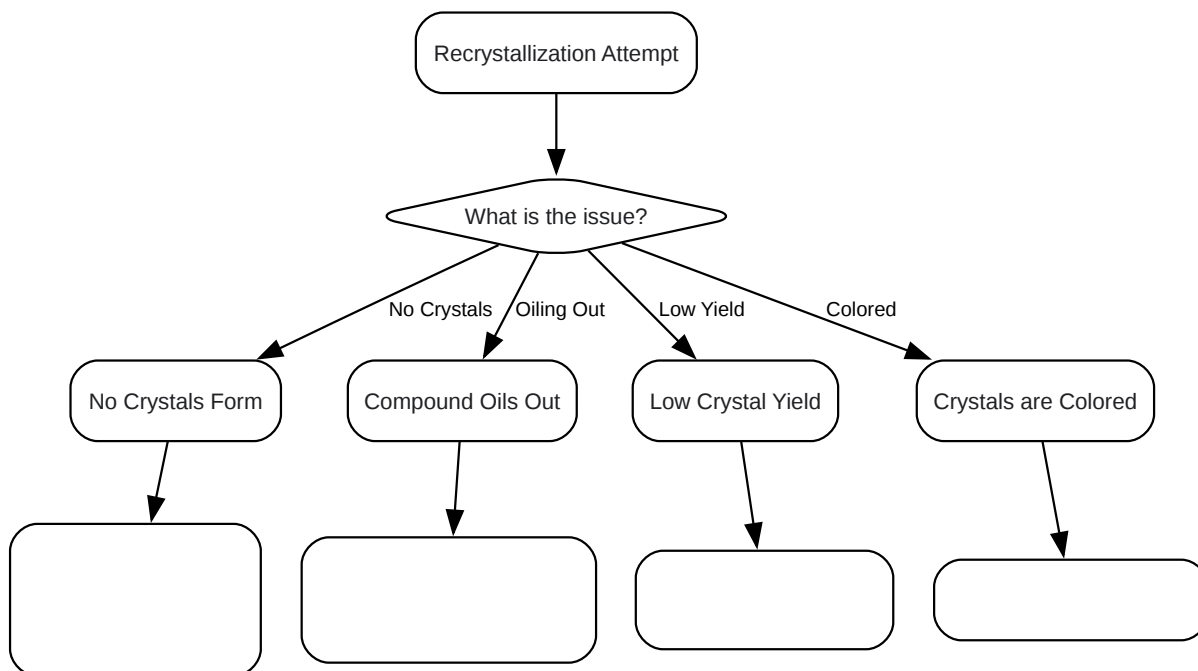 Recrystallization Attempt
What is the issue?
No Crystals
Oiling Out
Low Yield
Colored
No Crystals Form
Compound Oils Out
Low Crystal Yield
Crystals are Colored